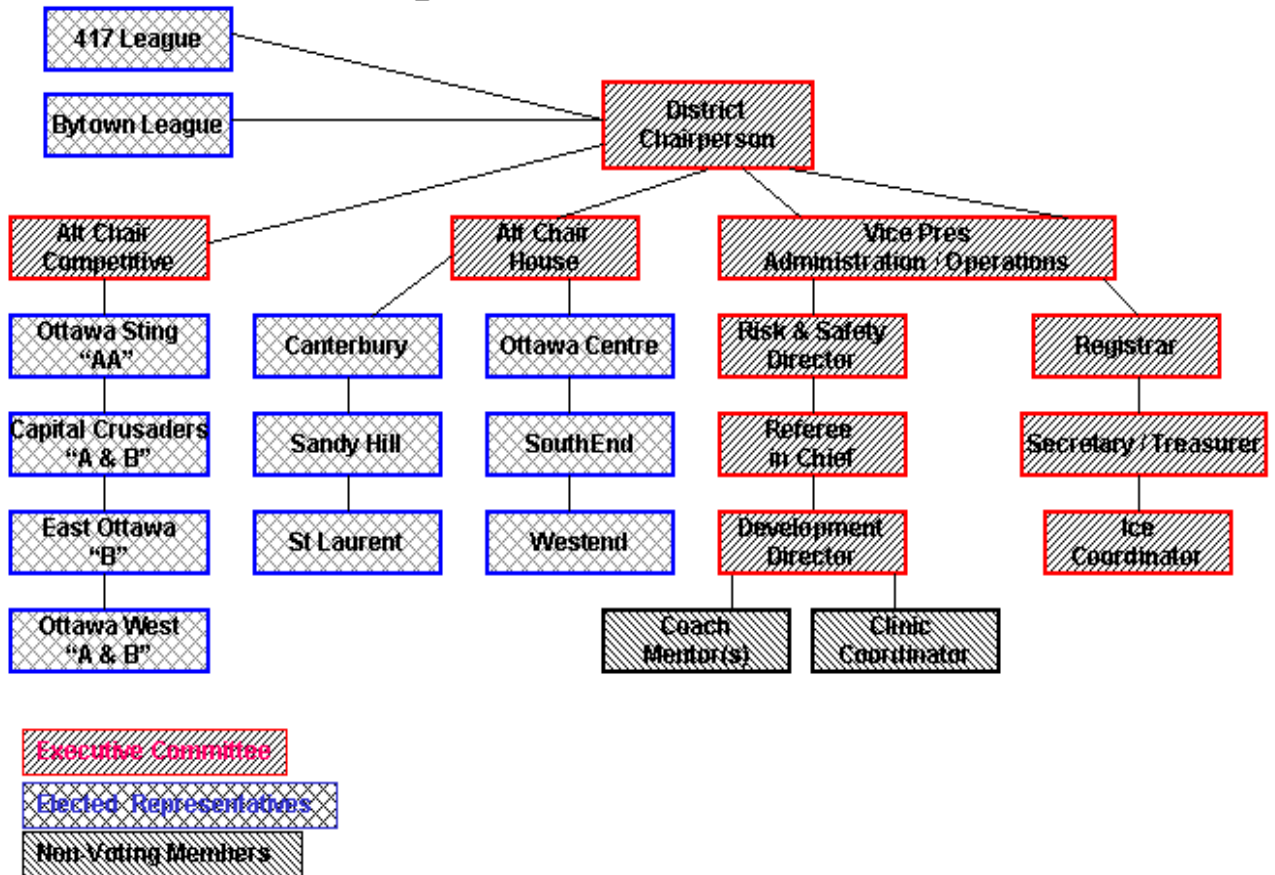 417 League
Bytown League
District
Chairperson
Alt Chair
Competitive
Alt Chair
House
Vice Pres
Administration / Operations
Ottawa Sting
“AA”
Canterbury
Ottawa Centre
Risk & Safety
Director
Registrar
Capital Crusaders
“A & B”
Sandy Hill
SouthEnd
Referee
in Chief
Secretary / Treasurer
East Ottawa
“B”
St Laurent
Westend
Development
Director
Ice
Coordinator
Ottawa West
“A & B”
Coach
Mentor(s)
Clinic
Coordinator
Executive Committee
Elected Representatives
Non-Voting Members